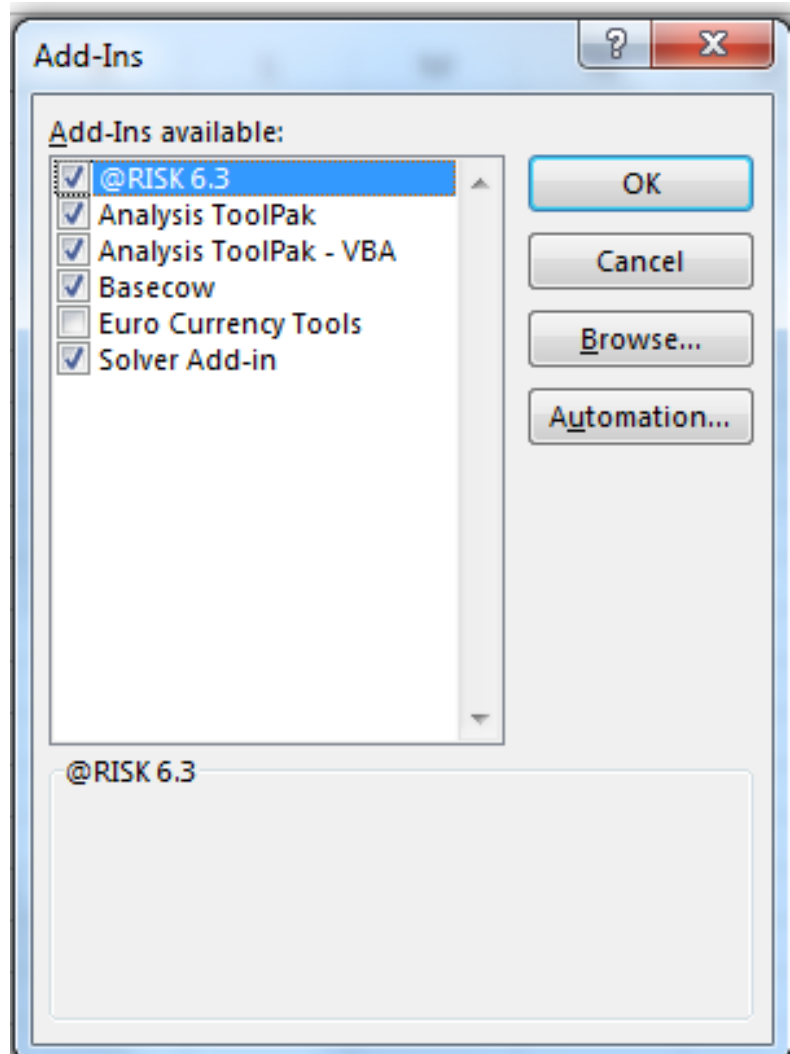 Add-Ins
Add-Ins available:
@RISK 6.3
Analysis ToolPak
Analysis ToolPak - VBA
Basecow
Euro Currency Tools
Solver Add-in
OK
Cancel
Browse...
Automation...
@RISK 6.3